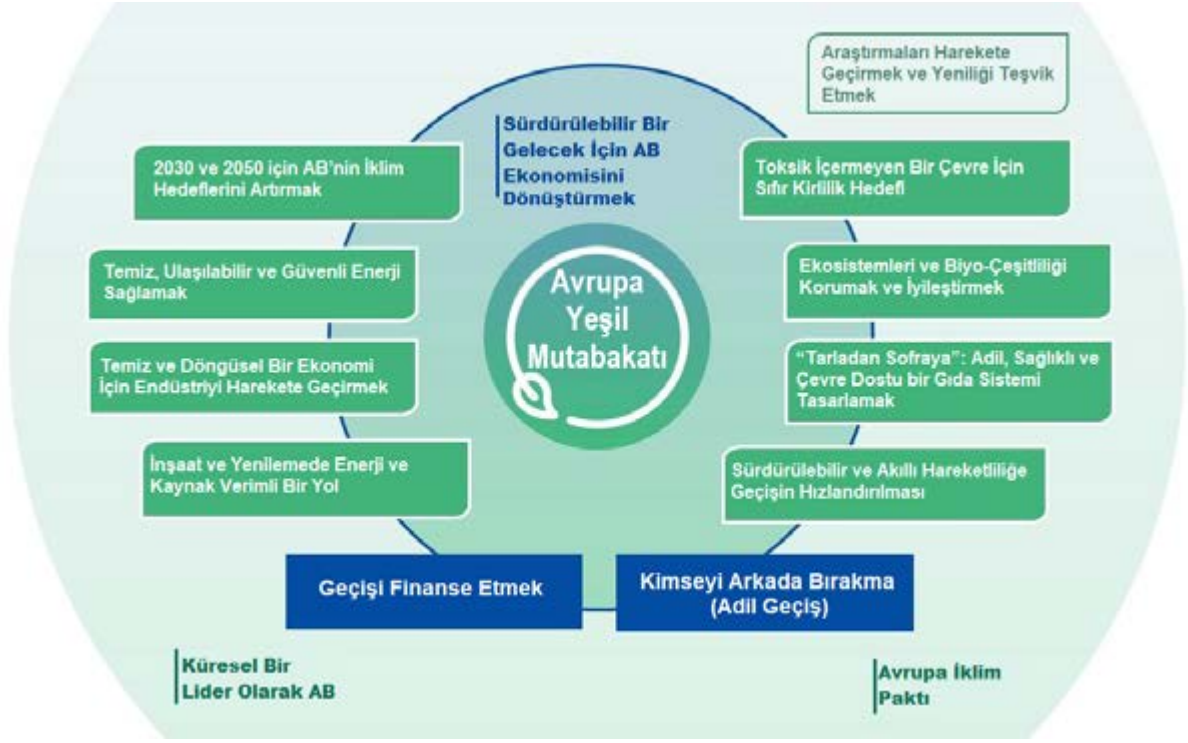 Araştırmaları Harekete
Geçirmek ve Yeniliği Teşvik
Etmek
Sürdürülebilir Bir
Gelecek İçin AB
Ekonomisini
Dönüştürmek
2030 ve 2050 için AB'nin İklim
Hedeflerini Artırmak
Toksik İçermeyen Bir Çevre İçin
Sıfır Kirlilik Hedefi
Temiz, Ulaşılabilir ve Güvenli Enerji
Sağlamak
Ekosistemleri ve Biyo-Çeşitliliği
Korumak ve İyileştirmek
Avrupa
Yeşil
Mutabakatı
Temiz ve Döngüsel Bir Ekonomi
İçin Endüstriyi Harekete Geçirmek
“Tarladan Sofraya”: Adil, Sağlıklı ve
Çevre Dostu bir Gıda Sistemi
Tasarlamak
İnşaat ve Yenilemede Enerji ve
Kaynak Verimli Bir Yol
Sürdürülebilir ve Akıllı Hareketliliğe
Geçişin Hızlandırılması
Geçişi Finanse Etmek
Kimseyi Arkada Bırakma
(Adil Geçiş)
Küresel Bir
Lider Olarak AB
Avrupa İklim
Paktı